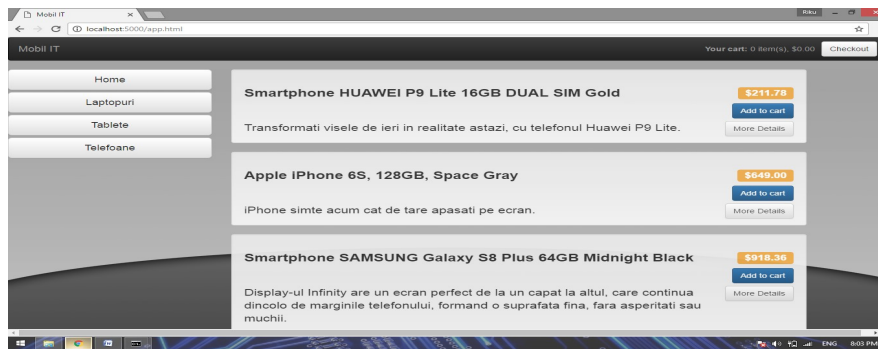 Mobil IT
Riku
localhost:5000/app.html
Mobil IT
Your cart: 0 item(s), $0.00
Checkout
Home
Laptopuri
Tablete
Telefoane
Smartphone HUAWEI P9 Lite 16GB DUAL SIM Gold
$211.78
Add to cart
Transformati visele de ieri in realitate astazi, cu telefonul Huawei P9 Lite.
More Details
Apple iPhone 6S, 128GB, Space Gray
$649.00
Add to cart
iPhone simte acum cat de tare apasati pe ecran.
More Details
Smartphone SAMSUNG Galaxy S8 Plus 64GB Midnight Black
$918.36
Add to cart
Display-ul Infinity are un ecran perfect de la un capat la altul, care continua
dincolo de marginile telefonului, formand o suprafata fina, fara asperitati sau
muchii.
More Details
ENG
8:03 PM